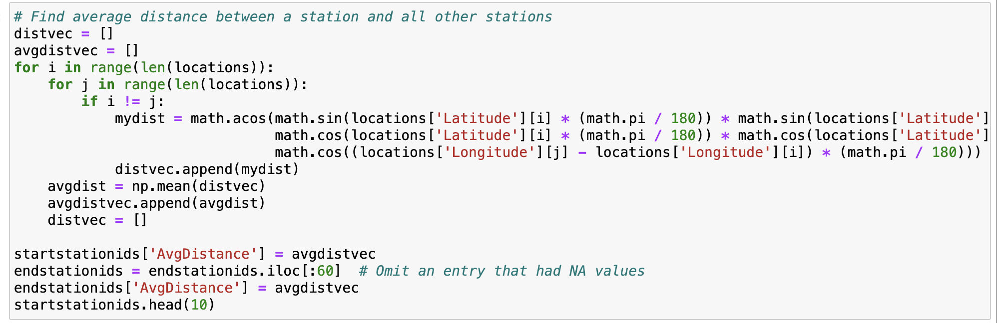 # Find average distance between a station and all other stations
distvec = []
avgdistvec = []
for i in range(len(locations)):
    for j in range(len(locations)):
        if i != j:
            mydist = math.acos(math.sin(locations['Latitude'][i] * (math.pi / 180)) * math.sin(locations['Latitude']
                               math.cos(locations['Latitude'][i] * (math.pi / 180)) * math.cos(locations['Latitude']
                               math.cos((locations['Longitude'][j] - locations['Longitude'][i]) * (math.pi / 180)))
            distvec.append(mydist)
    avgdist = np.mean(distvec)
    avgdistvec.append(avgdist)
    distvec = []

startstationids['AvgDistance'] = avgdistvec
endstationids = endstationids.iloc[:60]  # Omit an entry that had NA values
endstationids['AvgDistance'] = avgdistvec
startstationids.head(10)